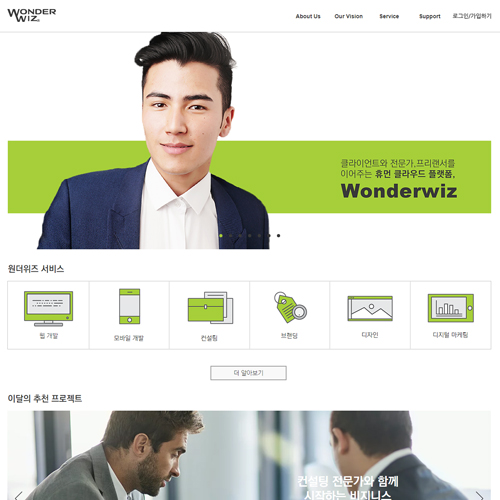 WONDER
WIZ
About Us Our Vision Service Support 로그인/가입하기
클라이언트와 전문가,프리랜서를
이어주는 휴먼 클라우드 플랫폼,
Wonderwiz
원더위즈 서비스
웹 개발 모바일 개발 컨설팅 브랜딩 디자인 디지털 마케팅
더 알아보기
이달의 추천 프로젝트
컨설팅 전문가와 함께
시작하는 비지니스